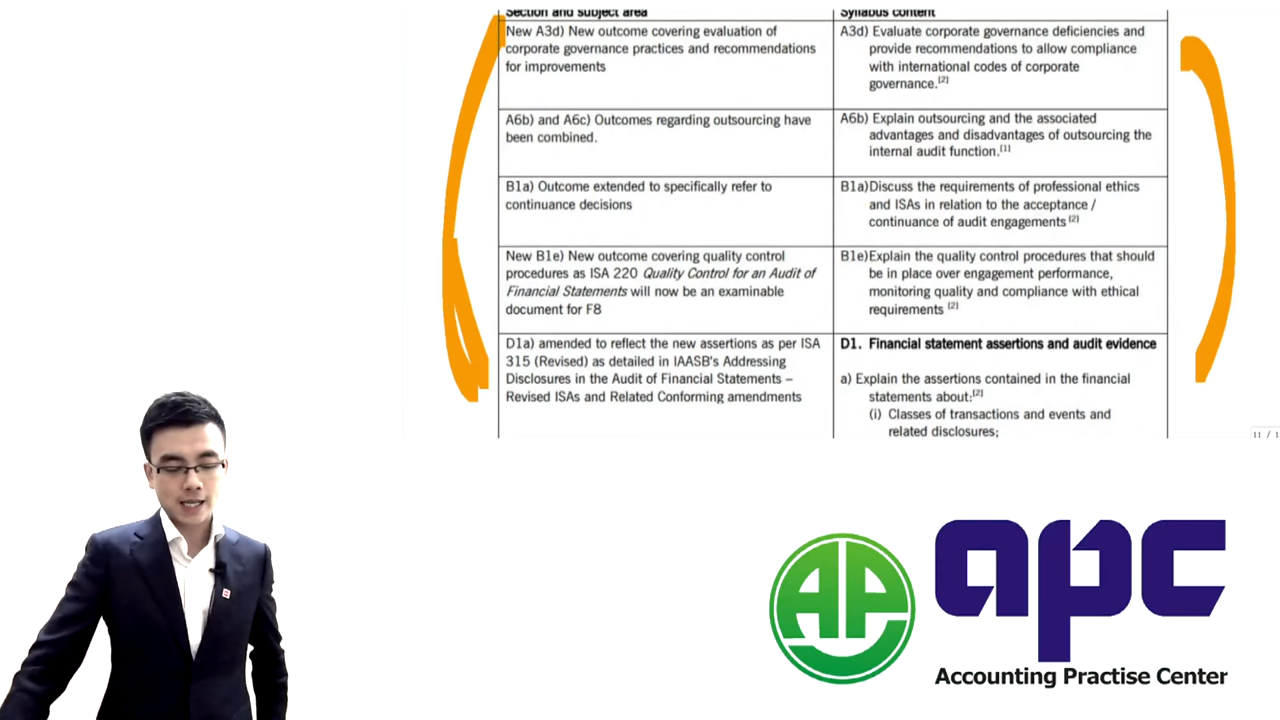 Section and subject area
Syllabus content
New A3d) New outcome covering evaluation of
corporate governance practices and recommendations
for improvements
A3d) Evaluate corporate governance deficiencies and
provide recommendations to allow compliance
with international codes of corporate
governance.[2]
A6b) and A6c) Outcomes regarding outsourcing have
been combined.
A6b) Explain outsourcing and the associated
advantages and disadvantages of outsourcing the
internal audit function.[1]
B1a) Outcome extended to specifically refer to
continuance decisions
B1a)Discuss the requirements of professional ethics
and ISAs in relation to the acceptance /
continuance of audit engagements [2]
New B1e) New outcome covering quality control
procedures as ISA 220 Quality Control for an Audit of
Financial Statements will now be an examinable
document for F8
B1e)Explain the quality control procedures that should
be in place over engagement performance,
monitoring quality and compliance with ethical
requirements [2]
D1a) amended to reflect the new assertions as per ISA
315 (Revised) as detailed in IAASB's Addressing
Disclosures in the Audit of Financial Statements –
Revised ISAs and Related Conforming amendments
D1. Financial statement assertions and audit evidence
a) Explain the assertions contained in the financial
statements about:[2]
(i) Classes of transactions and events and
related disclosures;
11 / 1
AP
apc
Accounting Practise Center